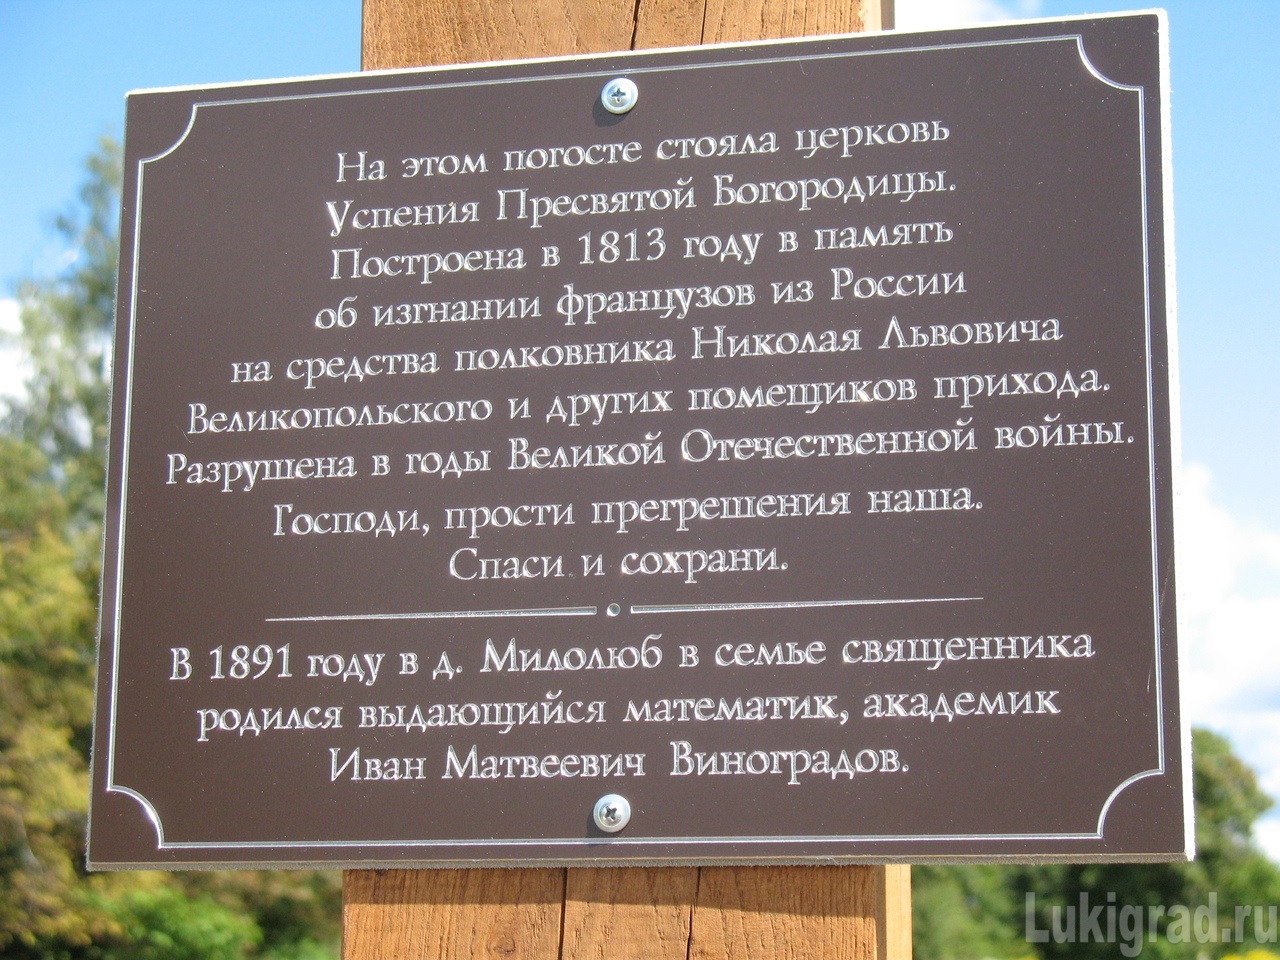 На этом погосте стояла церковь
Успения Пресвятой Богородицы.
Построена в 1813 году в память
об изгнании французов из России
на средства полковника Николая Львовича
Великопольского и других помещиков прихода.
Разрушена в годы Великой Отечественной войны.
Господи, прости прегрешения наша.
Спаси и сохрани.
В 1891 году в д. Милолюб в семье священника
родился выдающийся математик, академик
Иван Матвеевич Виноградов.
Lukigrad.ru